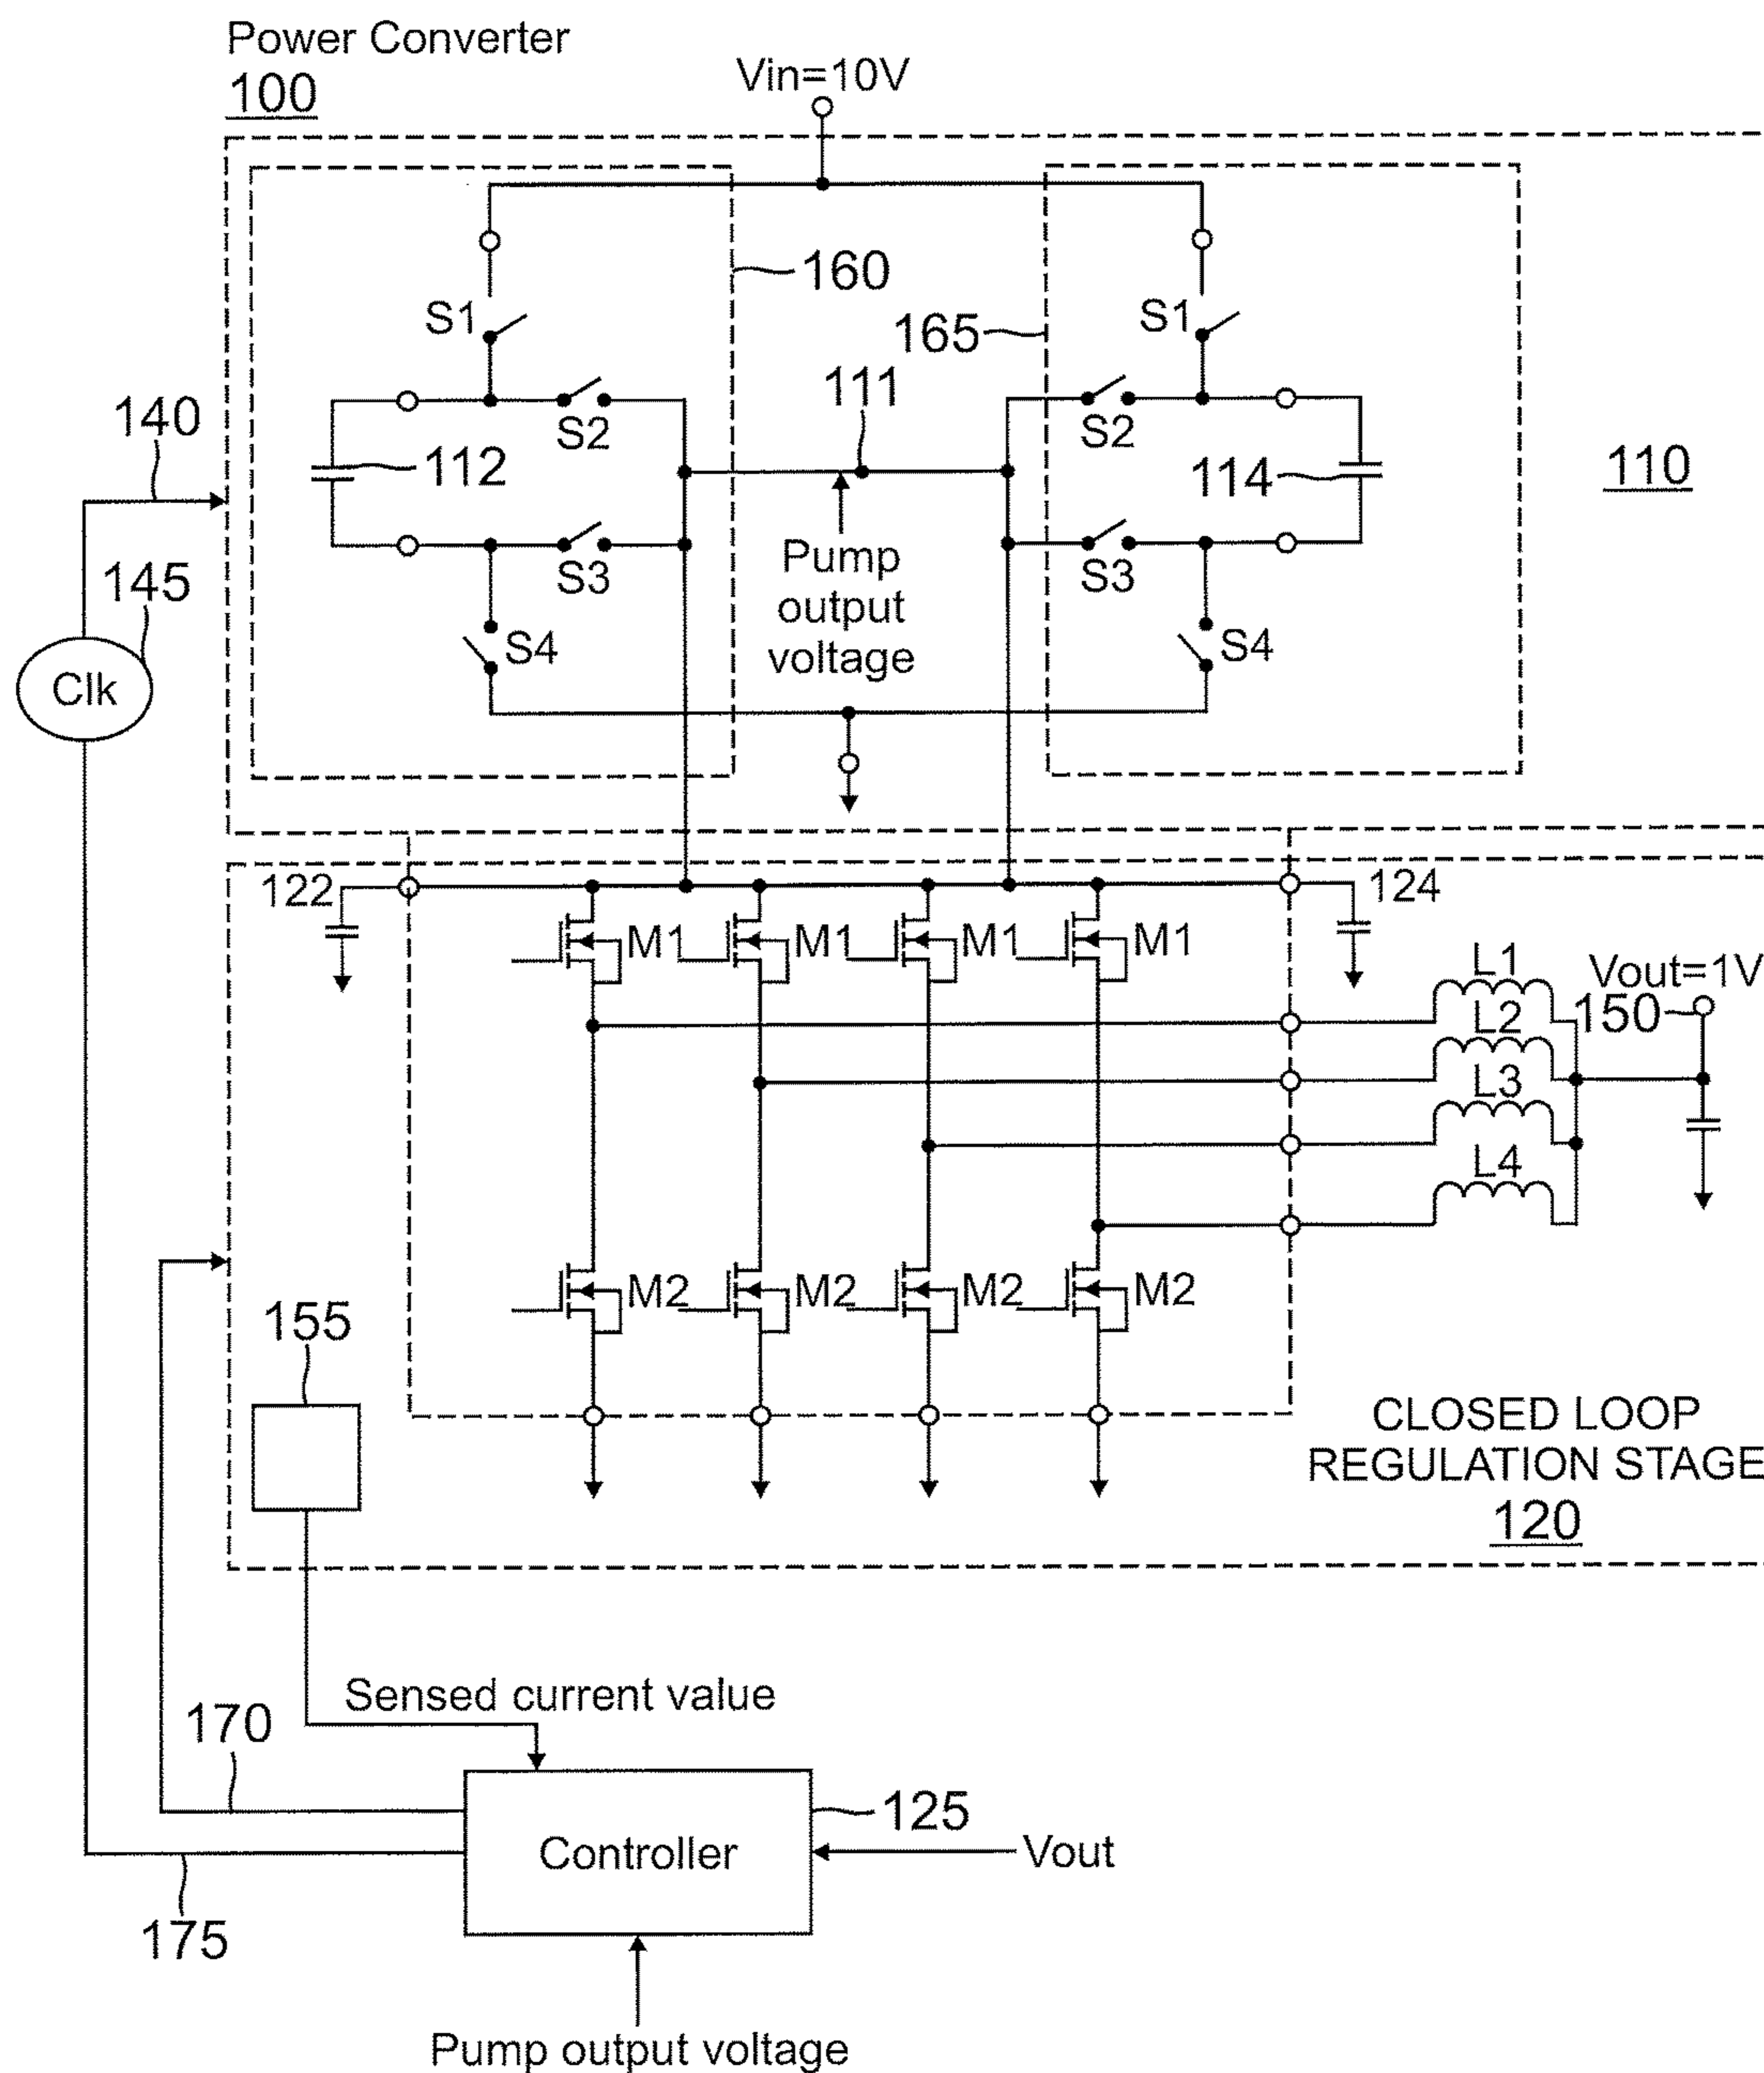 Power Converter
100
Vin=10V
160
S1
S1
165
111
140
S2
S2
112
114
110
145
S3
Pump
output
voltage
S3
S4
S4
Clk
122
124
M1
M1
M1
M1
L1
Vout=1V
L2
150
L3
L4
M2
M2
M2
M2
155
CLOSED LOOP
REGULATION STAGE
120
Sensed current value
170
125
Controller
Vout
175
Pump output voltage